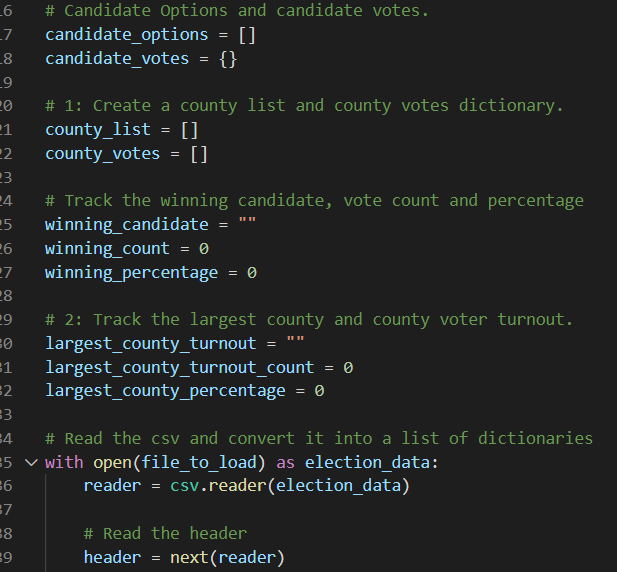 16 # Candidate Options and candidate votes.
17 candidate_options = []
18 candidate_votes = {}
19
20 # 1: Create a county list and county votes dictionary.
21 county_list = []
22 county_votes = []
23
24 # Track the winning candidate, vote count and percentage
25 winning_candidate = ""
26 winning_count = 0
27 winning_percentage = 0
28
29 # 2: Track the largest county and county voter turnout.
30 largest_county_turnout = ""
31 largest_county_turnout_count = 0
32 largest_county_percentage = 0
33
34 # Read the csv and convert it into a list of dictionaries
35 with open(file_to_load) as election_data:
36     reader = csv.reader(election_data)
37
38     # Read the header
39     header = next(reader)